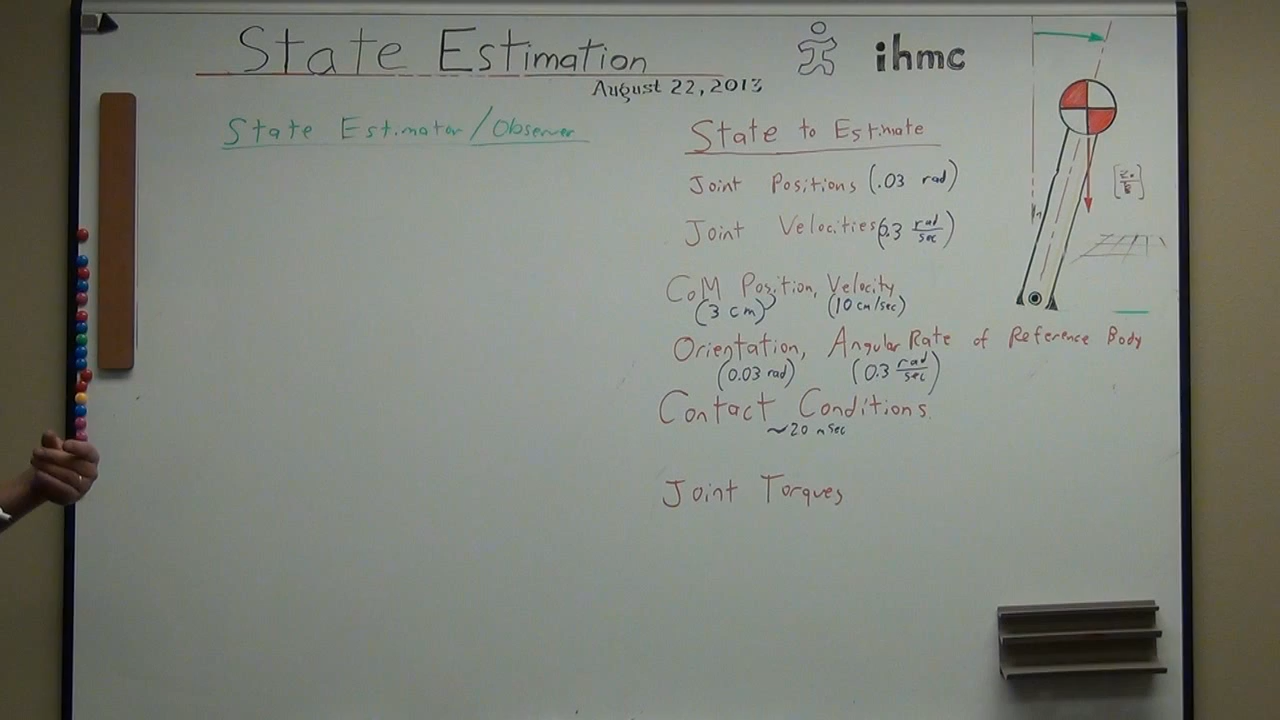 State Estimation
ihmc
August 22, 2013
State Estimator/Observer
State to Estimate
Joint Positions (.03 rad)
Joint Velocities (0.3 rad/sec)
CoM Position, Velocity
(3 cm) (10 cm/sec)
Orientation, Angular Rate of Reference Body
(0.03 rad) (0.3 rad/sec)
Contact Conditions
~20 msec
Joint Torques